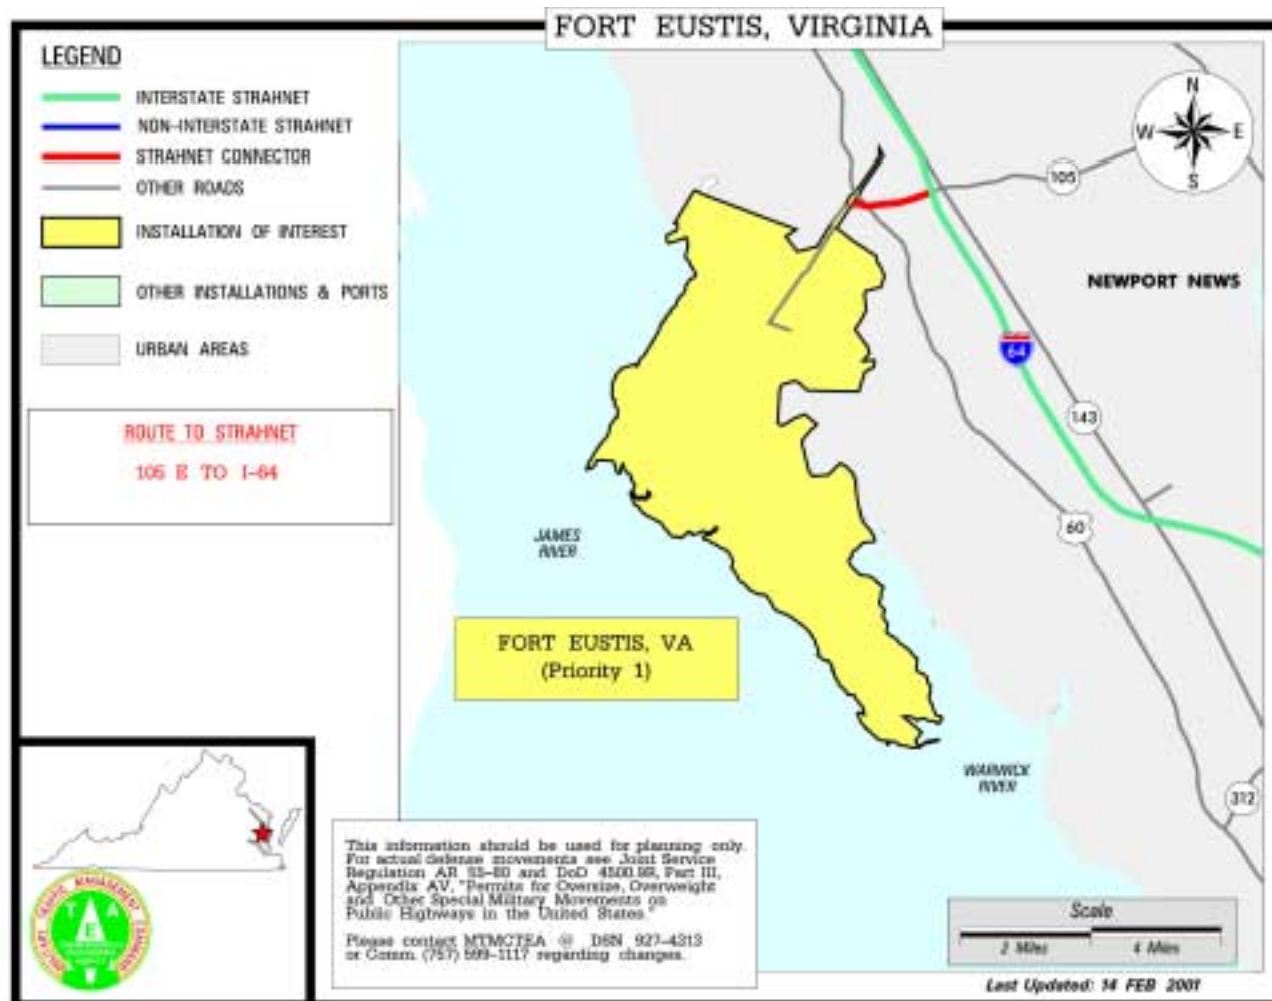 FORT EUSTIS, VIRGINIA
LEGEND
INTERSTATE STRAHNET
NON-INTERSTATE STRAHNET
STRAHNET CONNECTOR
OTHER ROADS
INSTALLATION OF INTEREST
OTHER INSTALLATIONS & PORTS
URBAN AREAS
ROUTE TO STRAHNET
105 E TO I-64
N
W E
S
105
NEWPORT NEWS
64
143
60
JAMES
RIVER
FORT EUSTIS, VA
(Priority 1)
WARWICK
RIVER
312
This information should be used for planning only.
For actual defense movements see Joint Service
Regulation AR 55-80 and DoD 4500.9R, Part III,
Appendix AV, "Permits for Oversize, Overweight
and Other Special Military Movements on
Public Highways in the United States."
Please contact MTMCTEA @ DSN 927-4313
or Comm. (757) 599-1117 regarding changes.
Scale
2 Miles 4 Miles
Last Updated: 14 FEB 2001
T E A